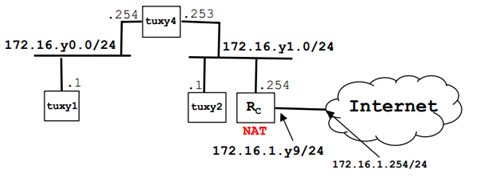 .254 tuxy4 .253
172.16.y0.0/24
172.16.y1.0/24
.1
.1
.254
tuxy1
tuxy2
RC
Internet
NAT
172.16.1.y9/24
172.16.1.254/24